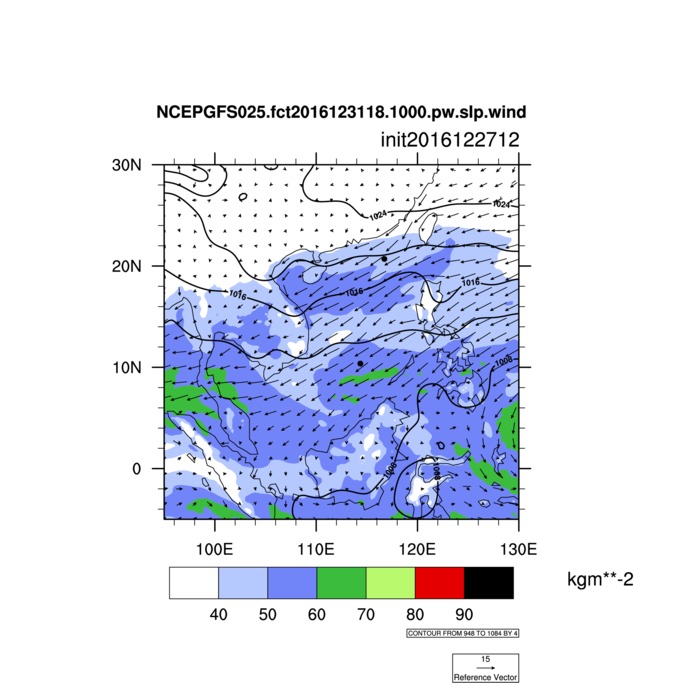 NCEPGFS025.fct2016123118.1000.pw.slp.wind
init2016122712
30N
20N
10N
0
1024
1024
1016
1016
1016
1008
1008
1008
100E 110E 120E 130E
40 50 60 70 80 90
kgm**-2
CONTOUR FROM 948 TO 1084 BY 4
15
Reference Vector